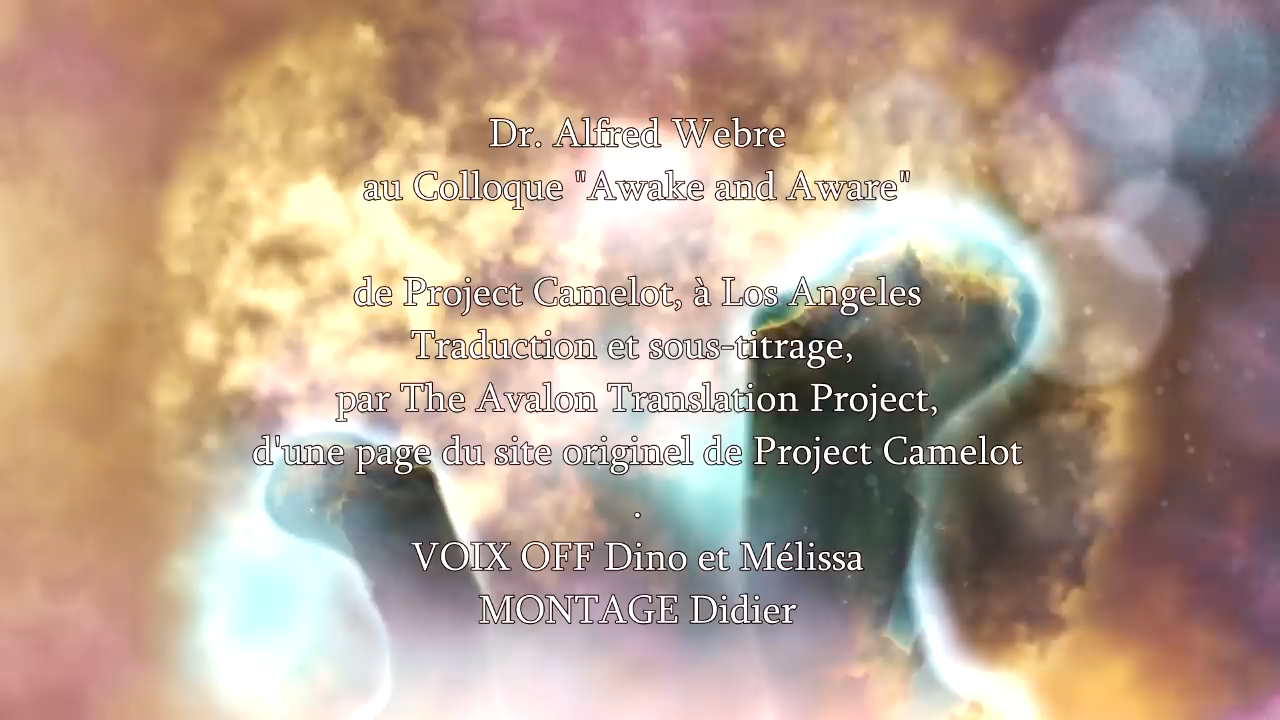 Dr. Alfred Webre
au Colloque "Awake and Aware"
de Project Camelot, à Los Angeles
Traduction et sous-titrage,
par The Avalon Translation Project,
d'une page du site originel de Project Camelot
.
VOIX OFF Dino et Mélissa
MONTAGE Didier